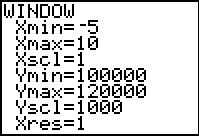 WINDOW
Xmin=-5
Xmax=10
Xscl=1
Ymin=100000
Ymax=120000
Yscl=1000
Xres=1